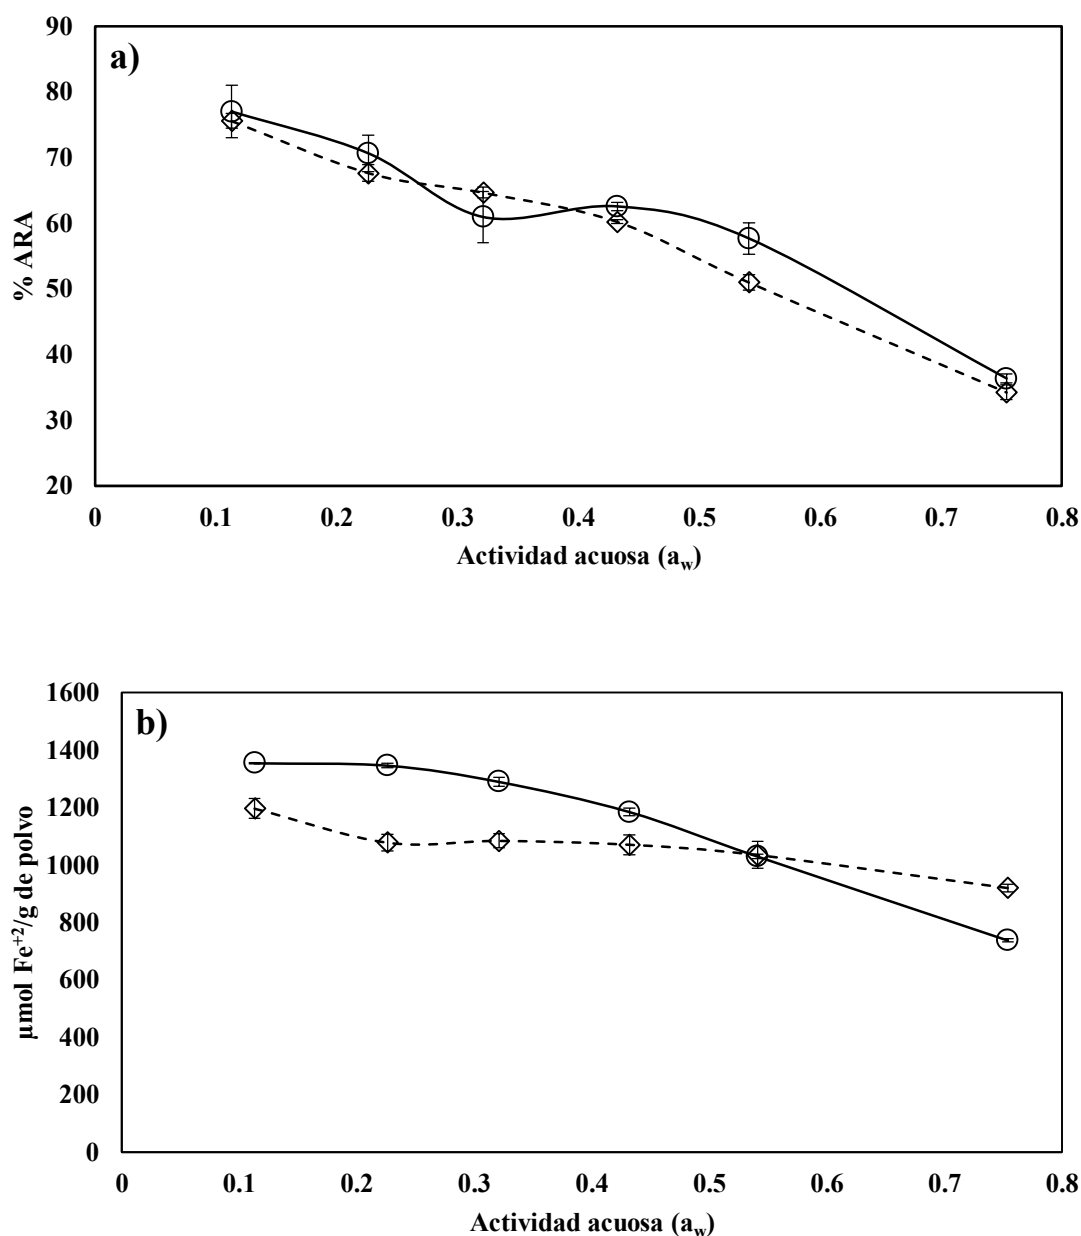 a)
90
80
70
60
50
40
30
20
% ARA
0 0.1 0.2 0.3 0.4 0.5 0.6 0.7 0.8
Actividad acuosa (aw)
b)
1600
1400
1200
1000
800
600
400
200
0
µmol Fe⁺²/g de polvo
0 0.1 0.2 0.3 0.4 0.5 0.6 0.7 0.8
Actividad acuosa (aw)